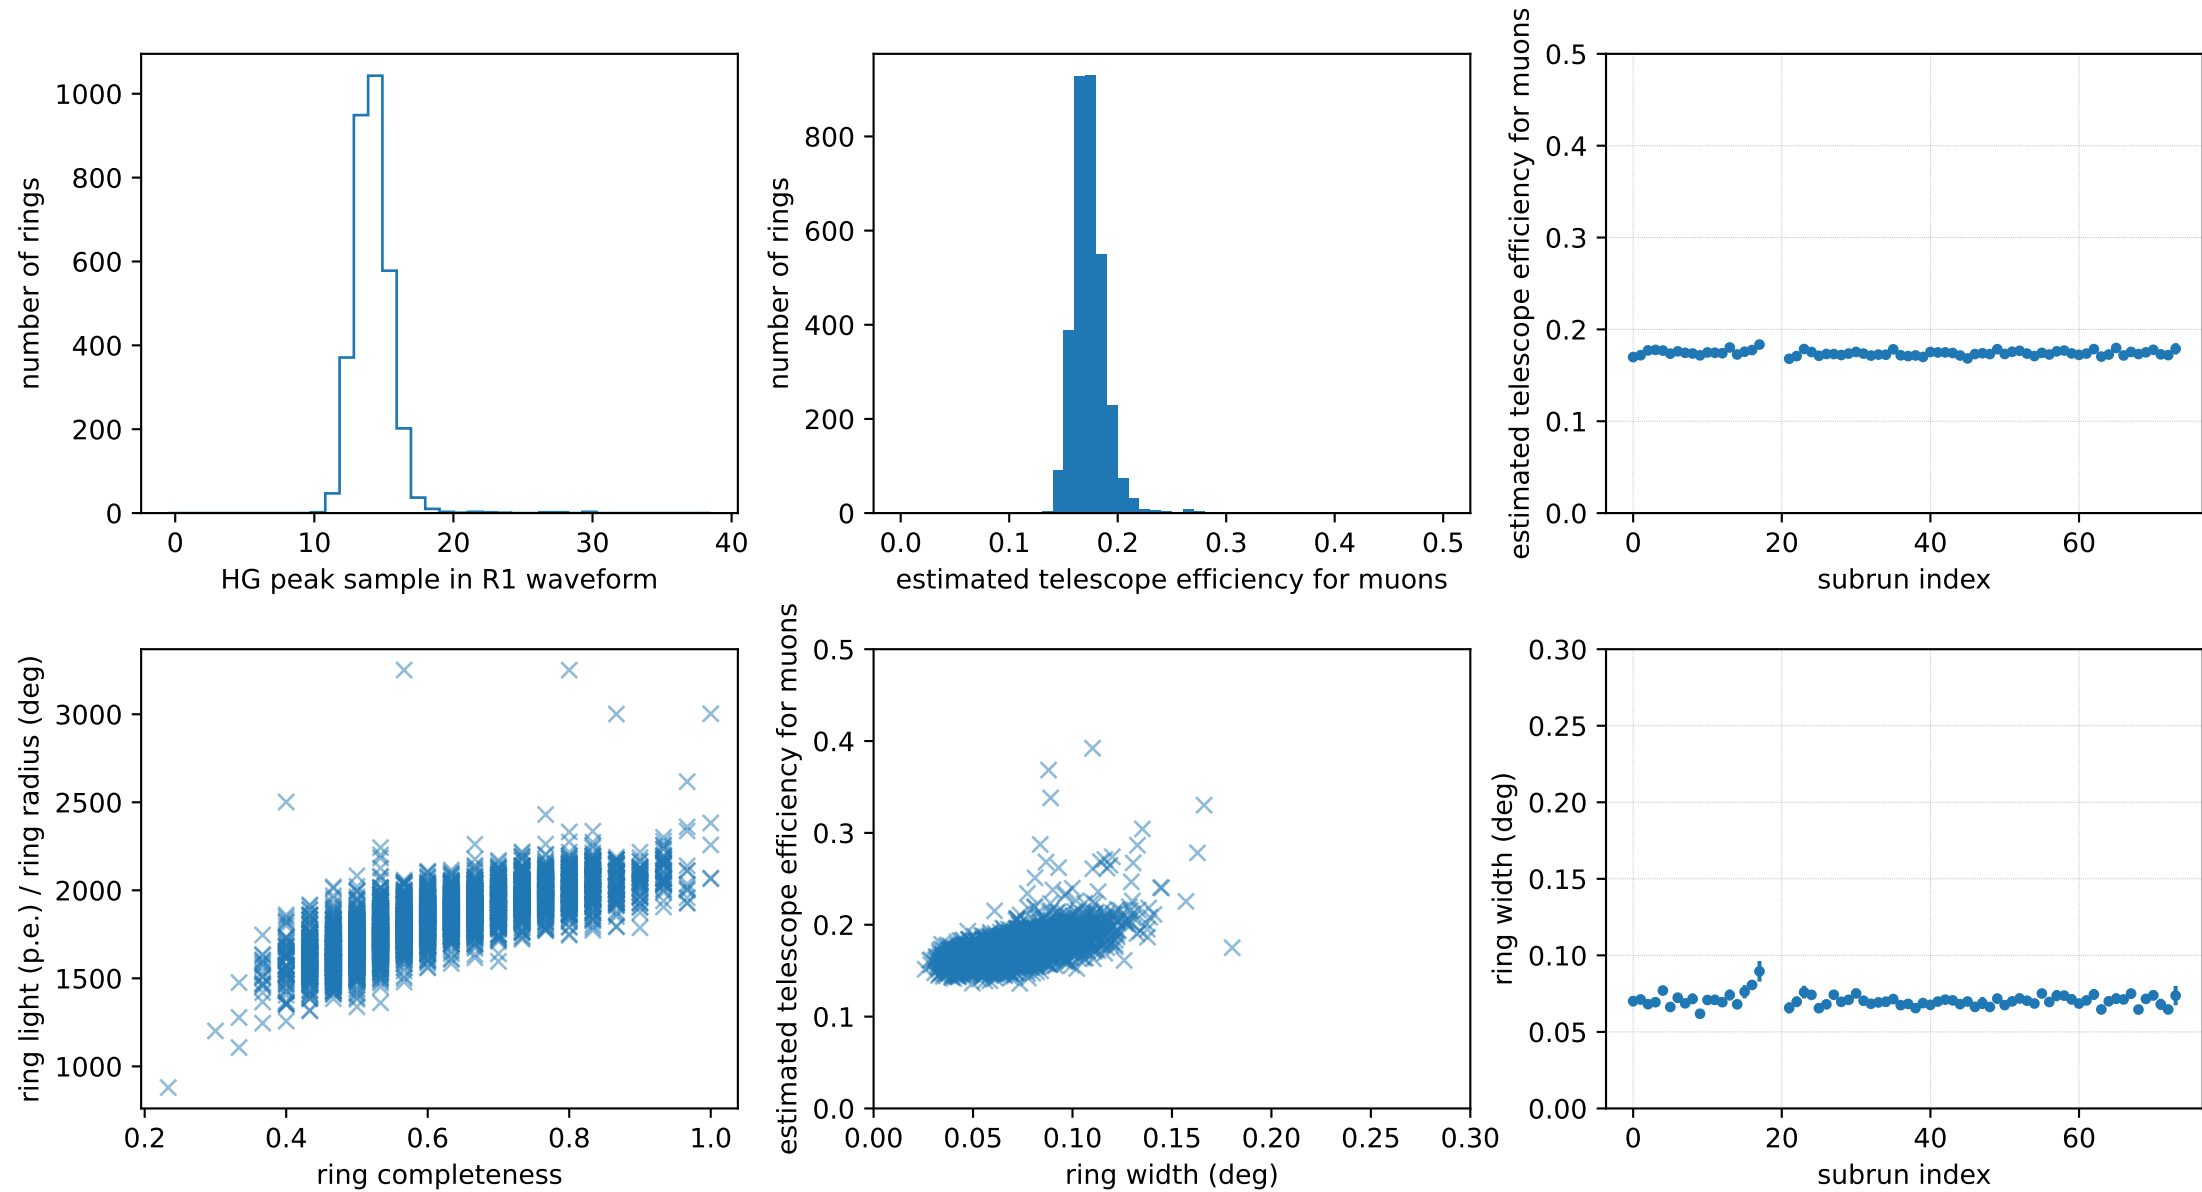 number of rings
1000
800
600
400
200
0
0 10 20 30 40
HG peak sample in R1 waveform
number of rings
800
600
400
200
0
0.0 0.1 0.2 0.3 0.4 0.5
estimated telescope efficiency for muons
estimated telescope efficiency for muons
0.5
0.4
0.3
0.2
0.1
0.0
0 20 40 60
subrun index
ring light (p.e.) / ring radius (deg)
3000
2500
2000
1500
1000
0.2 0.4 0.6 0.8 1.0
ring completeness
estimated telescope efficiency for muons
0.5
0.4
0.3
0.2
0.1
0.0
0.00 0.05 0.10 0.15 0.20 0.25 0.30
ring width (deg)
ring width (deg)
0.30
0.25
0.20
0.15
0.10
0.05
0.00
0 20 40 60
subrun index